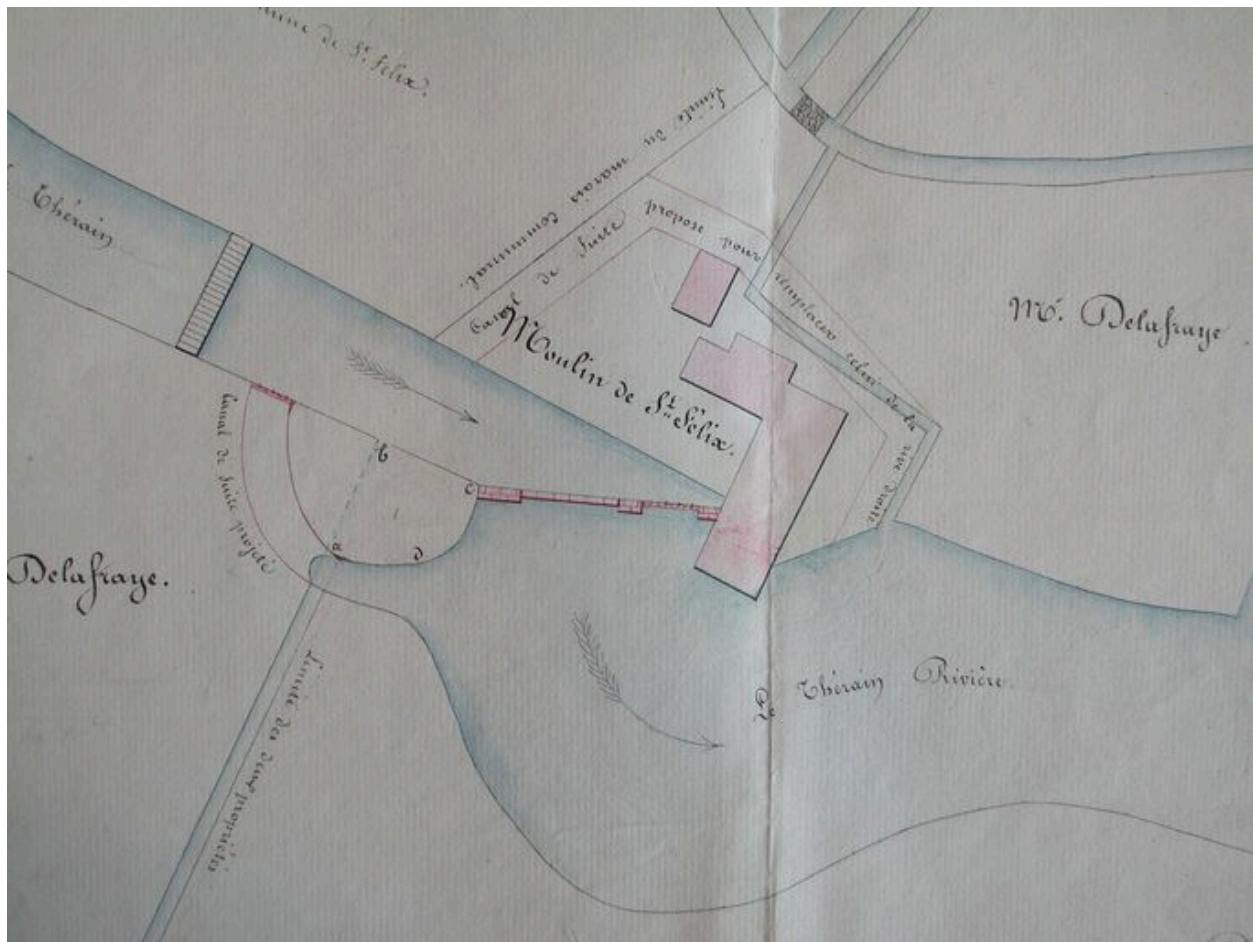 de St. Felix.
Limite du marais communal.
Thérain
Canal de fuite proposé pour remplacer celui de la rive droite
Mr. Delafraye
Moulin de St. Félix.
Canal de fuite projeté
b
C
a
d
Delafraye.
Limite des deux propriétés
Le Thérain Rivière.